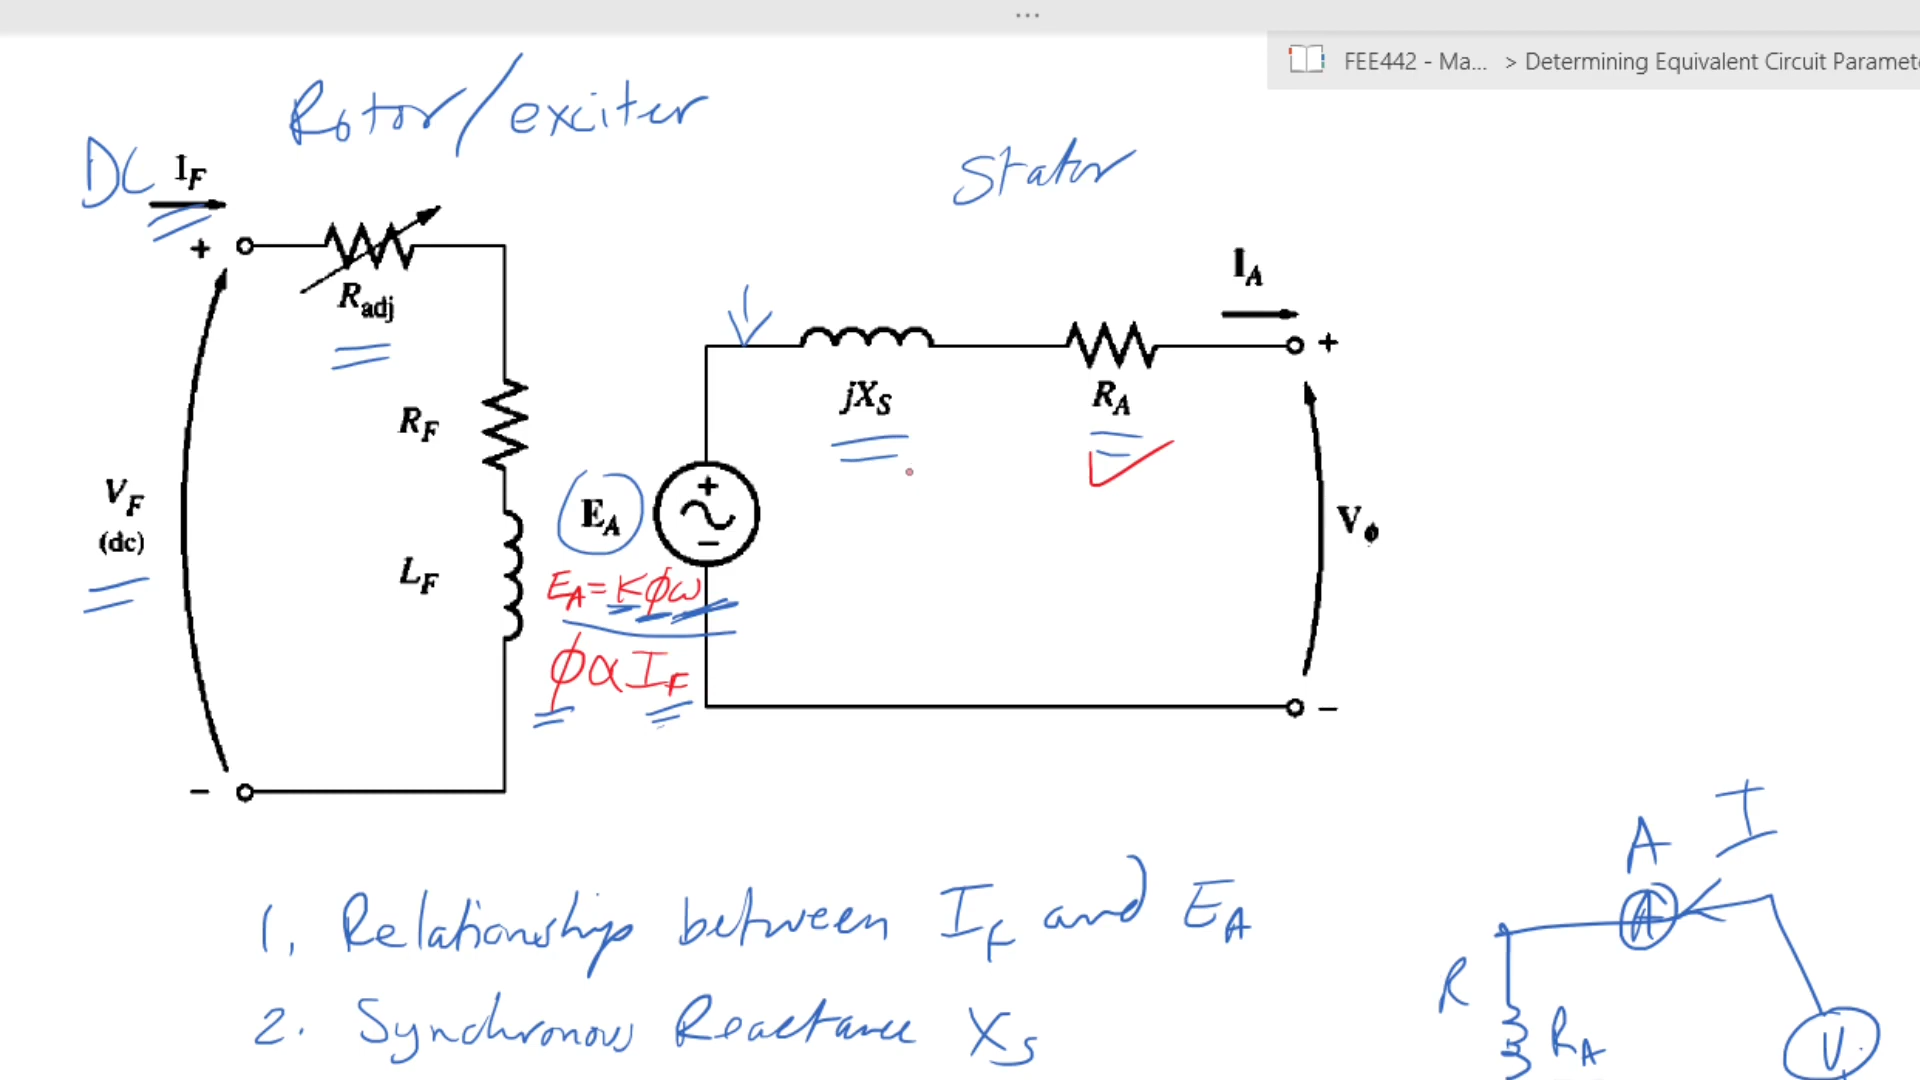 ...
FEE442 - Ma... > Determining Equivalent Circuit Paramet
Rotor/exciter
Stator
DC I_F
+
R_adj
R_F
V_F
(dc)
L_F
−
I_A
jX_S
R_A
+
E_A
+
−
V_ϕ
E_A = Kϕω
ϕ α I_F
−
1. Relationship between I_F and E_A
2. Synchronous Reactance X_S
I
A
A
R
R_A
V